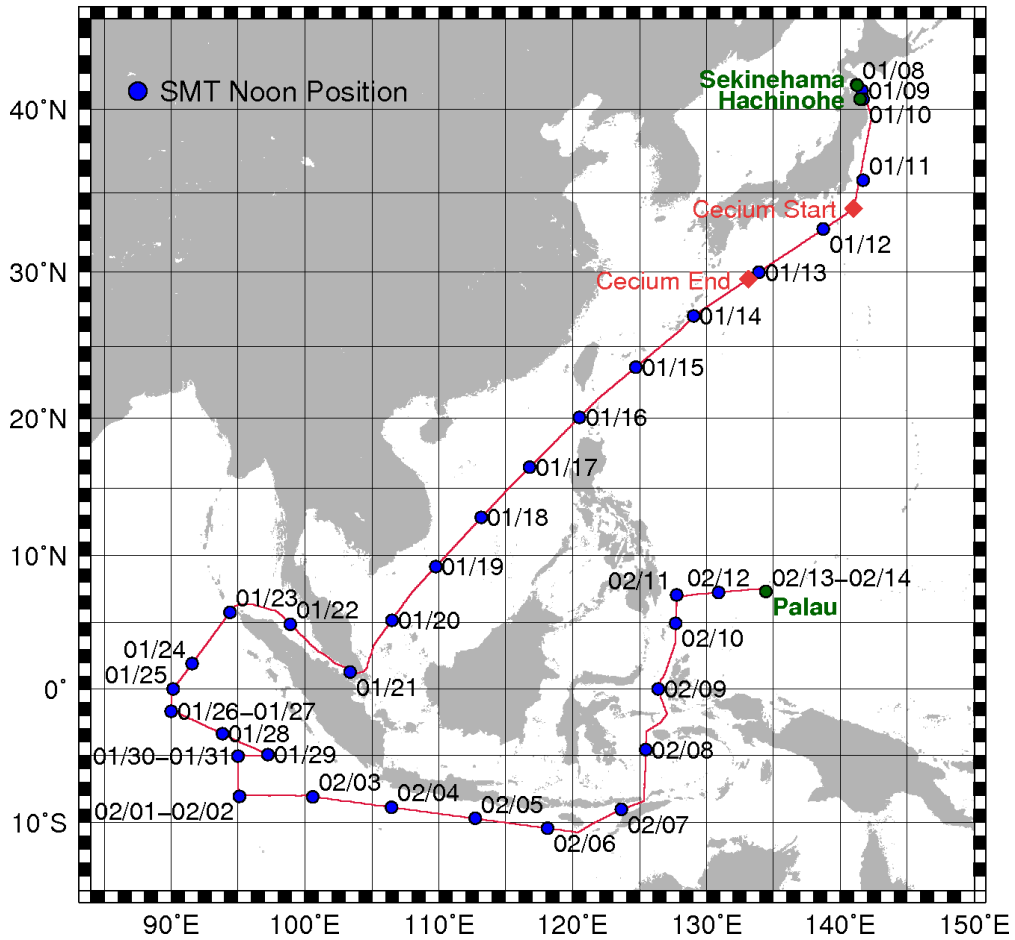 SMT Noon Position
Sekinehama
Hachinohe
01/08
01/09
01/10
01/11
Cecium Start
01/12
01/13
Cecium End
01/14
01/15
01/16
01/17
01/18
01/19
01/20
01/21
01/22
01/23
01/24
01/25
01/26−01/27
01/28
01/29
01/30−01/31
02/01−02/02
02/03
02/04
02/05
02/06
02/07
02/08
02/09
02/10
02/11
02/12
02/13−02/14
Palau
40˚N
30˚N
20˚N
10˚N
0˚
10˚S
90˚E
100˚E
110˚E
120˚E
130˚E
140˚E
150˚E